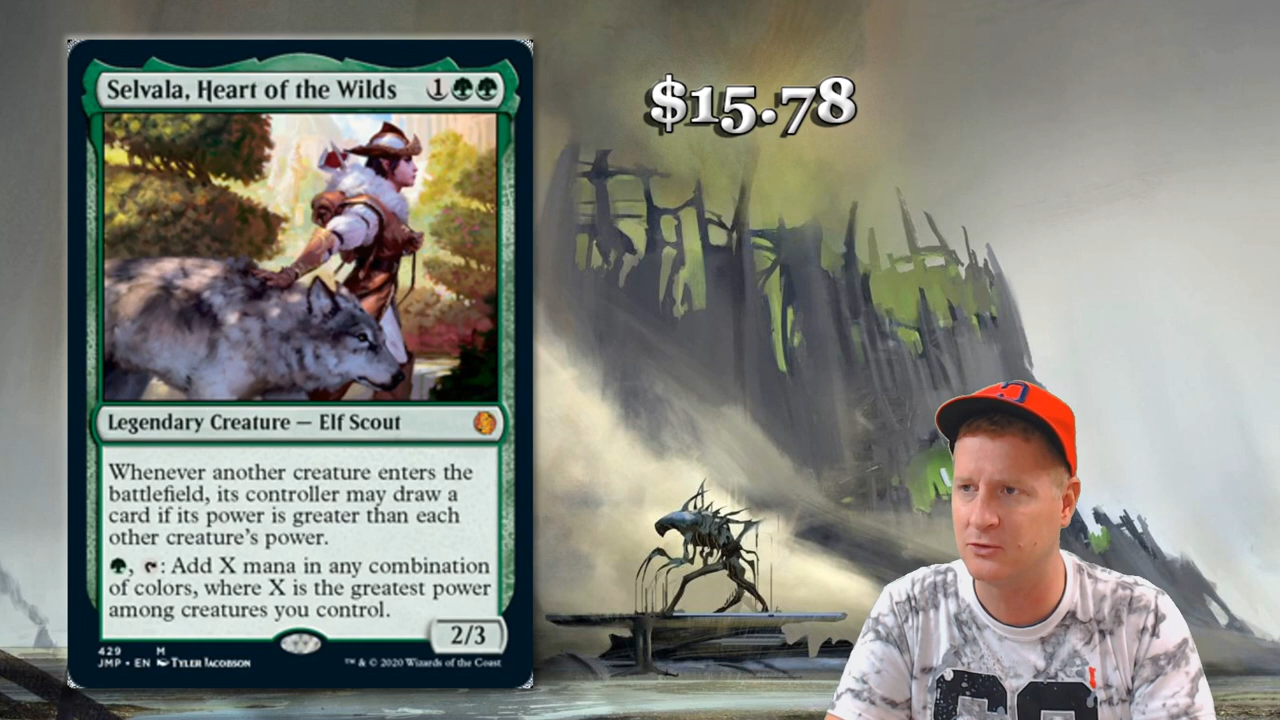 Selvala, Heart of the Wilds 1
$15.78
Legendary Creature — Elf Scout
Whenever another creature enters the
battlefield, its controller may draw a
card if its power is greater than each
other creature's power.
, : Add X mana in any combination
of colors, where X is the greatest power
among creatures you control.
2/3
429 M
JMP • EN Tyler Jacobson
™ & © 2020 Wizards of the Coast